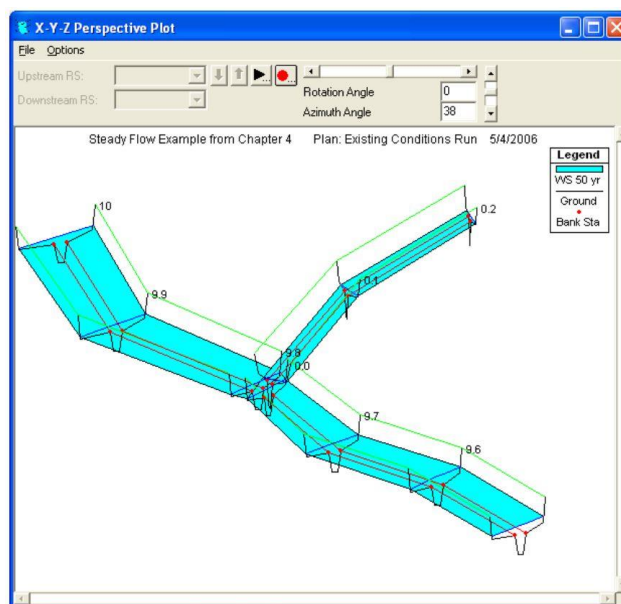 X-Y-Z Perspective Plot
File Options
Upstream RS:
Downstream RS:
Rotation Angle 0
Azimuth Angle 38
Steady Flow Example from Chapter 4 Plan: Existing Conditions Run 5/4/2006
Legend
WS 50 yr
Ground
Bank Sta
10
0.2
0.1
9.9
9.8
0.0
9.7
9.6